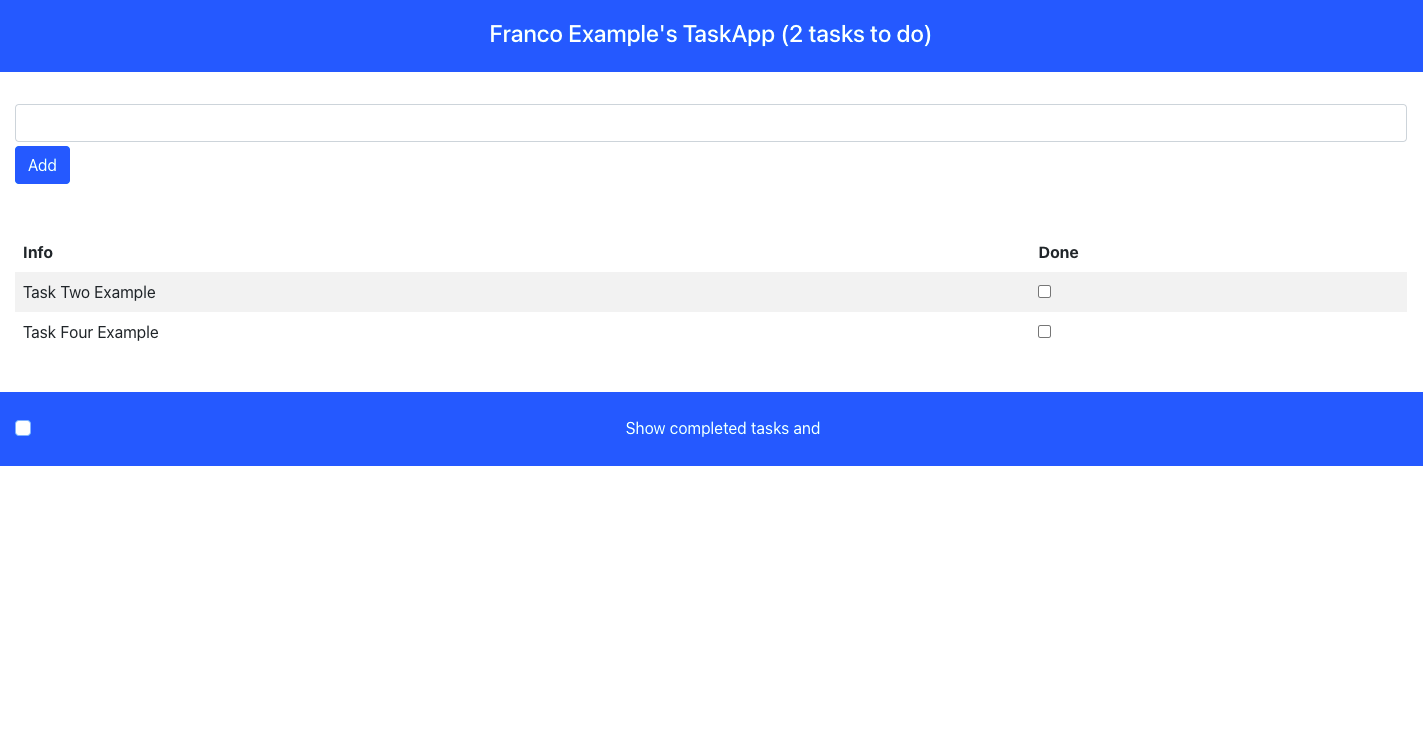 Franco Example's TaskApp (2 tasks to do)
Add
Info Done
Task Two Example
Task Four Example
Show completed tasks and